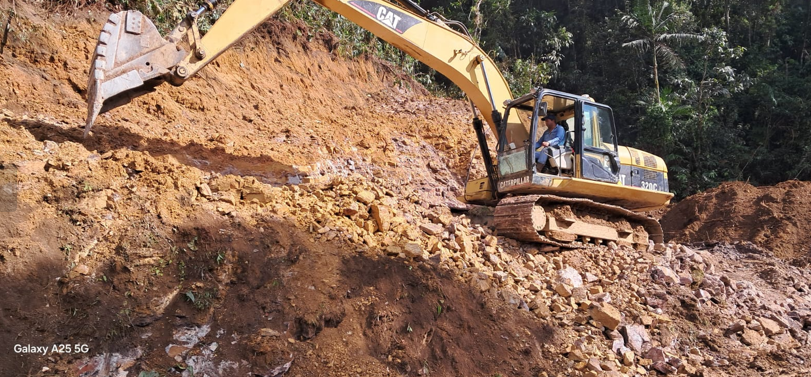 CAT
CATERPILLAR
320C
Galaxy A25 5G